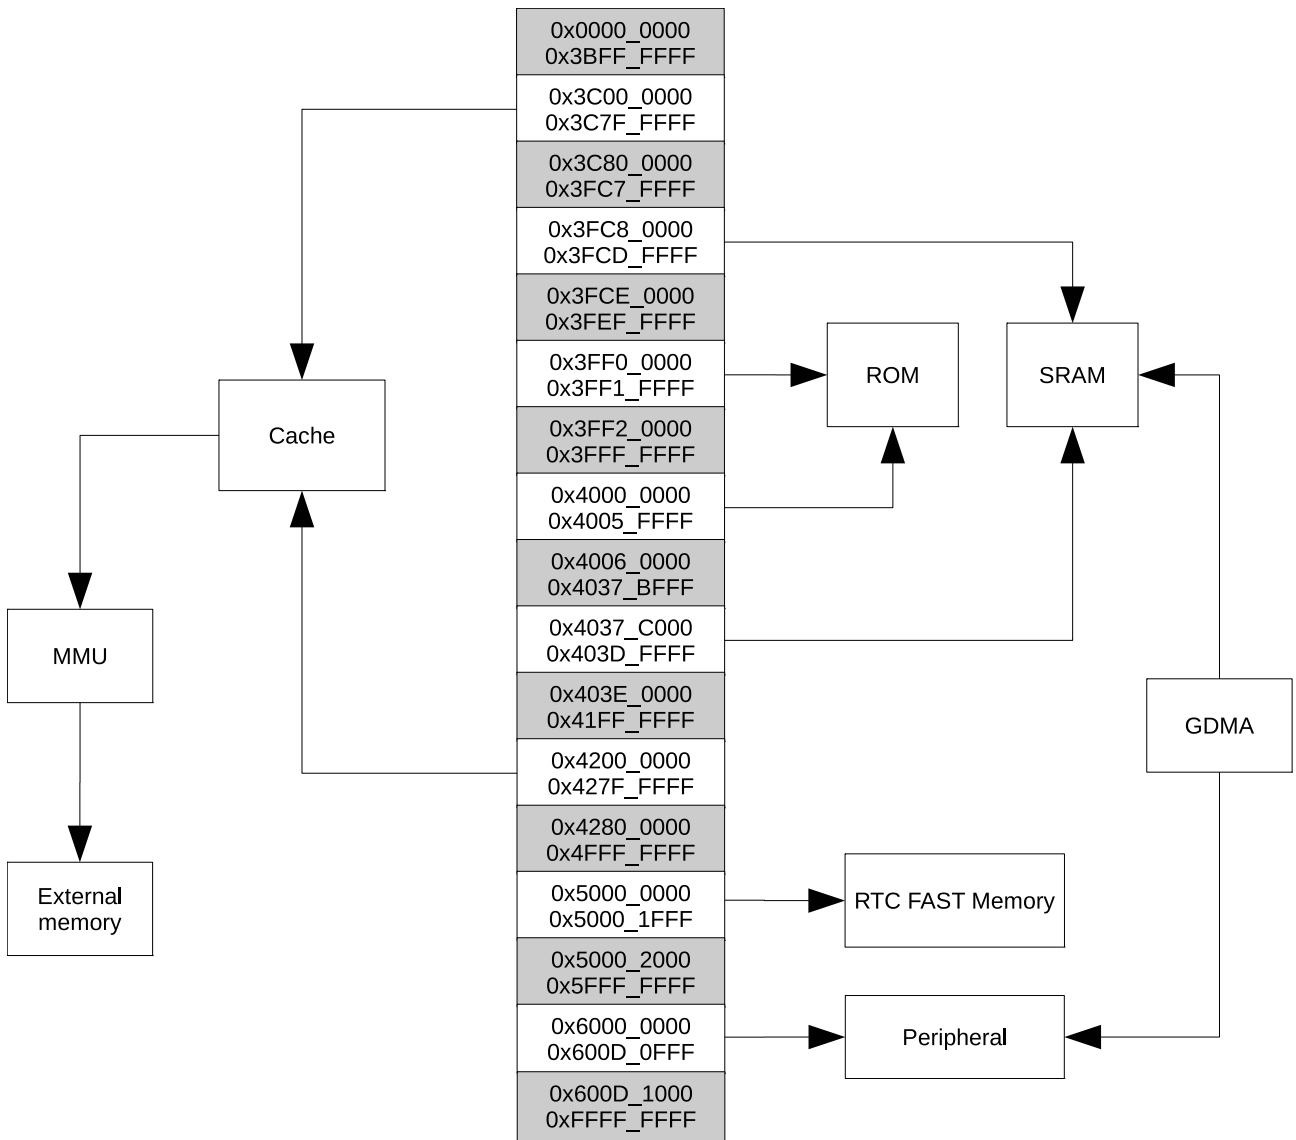 0x0000_0000
0x3BFF_FFFF
0x3C00_0000
0x3C7F_FFFF
0x3C80_0000
0x3FC7_FFFF
0x3FC8_0000
0x3FCD_FFFF
0x3FCE_0000
0x3FEF_FFFF
0x3FF0_0000
0x3FF1_FFFF
0x3FF2_0000
0x3FFF_FFFF
0x4000_0000
0x4005_FFFF
0x4006_0000
0x4037_BFFF
0x4037_C000
0x403D_FFFF
0x403E_0000
0x41FF_FFFF
0x4200_0000
0x427F_FFFF
0x4280_0000
0x4FFF_FFFF
0x5000_0000
0x5000_1FFF
0x5000_2000
0x5FFF_FFFF
0x6000_0000
0x600D_0FFF
0x600D_1000
0xFFFF_FFFF
Cache
MMU
External
memory
ROM
SRAM
GDMA
RTC FAST Memory
Peripheral